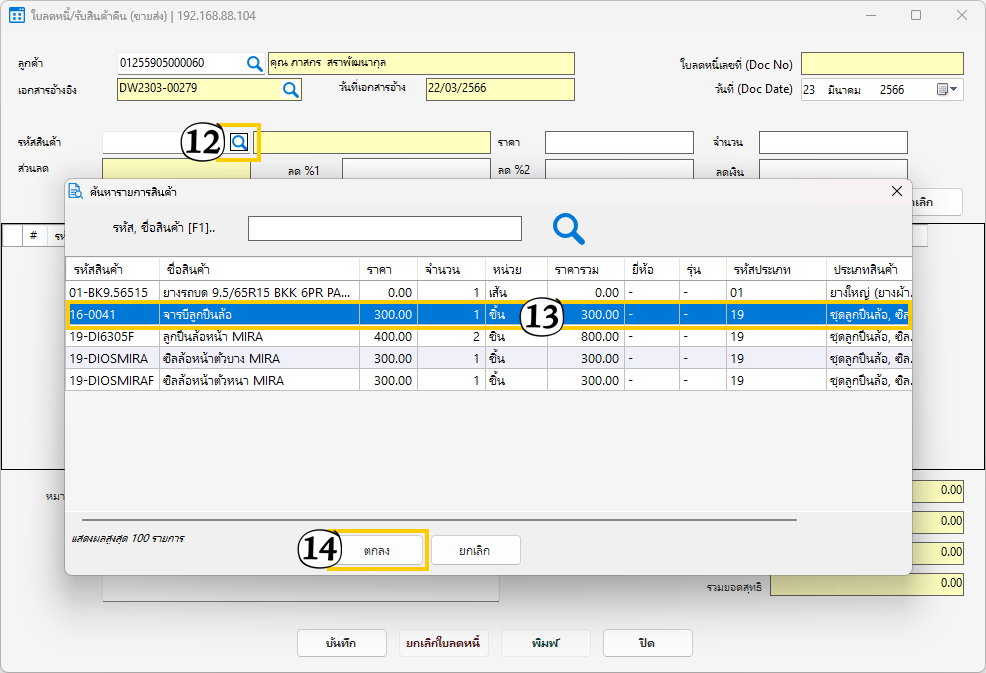 ใบลดหนี้/รับสินค้าคืน (ขายส่ง) | 192.168.88.104
ลูกค้า 01255905000060 คุณ ภาสกร สราพัฒนากุล ใบลดหนี้เลขที่ (Doc No)
เอกสารอ้างอิง DW2303-00279 วันที่เอกสารอ้าง 22/03/2566 วันที่ (Doc Date) 23 มีนาคม 2566
รหัสสินค้า 12 ราคา จำนวน
ส่วนลด ลด %1 ลด %2 ลดเงิน
ค้นหารายการสินค้า
รหัส, ชื่อสินค้า [F1]..
#
รหัสสินค้า ชื่อสินค้า ราคา จำนวน หน่วย ราคารวม ยี่ห้อ รุ่น รหัสประเภท ประเภทสินค้า
01-BK9.56515 ยางรถบด 9.5/65R15 BKK 6PR PA... 0.00 1 เส้น 0.00 - - 01 ยางใหญ่ (ยางผ้า.
16-0041 จารบีลูกปืนล้อ 300.00 1 ชิ้น 13 300.00 - - 19 ชุดลูกปืนล้อ, ซิล.
19-DI6305F ลูกปืนล้อหน้า MIRA 400.00 2 ชิ้น 800.00 - - 19 ชุดลูกปืนล้อ, ซิล.
19-DIOSMIRA ซิลล้อหน้าตัวบาง MIRA 300.00 1 ชิ้น 300.00 - - 19 ชุดลูกปืนล้อ, ซิล.
19-DIOSMIRAF ซิลล้อหน้าตัวหนา MIRA 300.00 1 ชิ้น 300.00 - - 19 ชุดลูกปืนล้อ, ซิล.
0.00
0.00
แสดงผลสูงสุด 100 รายการ
14 ตกลง ยกเลิก
0.00
รวมยอดสุทธิ 0.00
บันทึก ยกเลิกใบลดหนี้ พิมพ์ ปิด